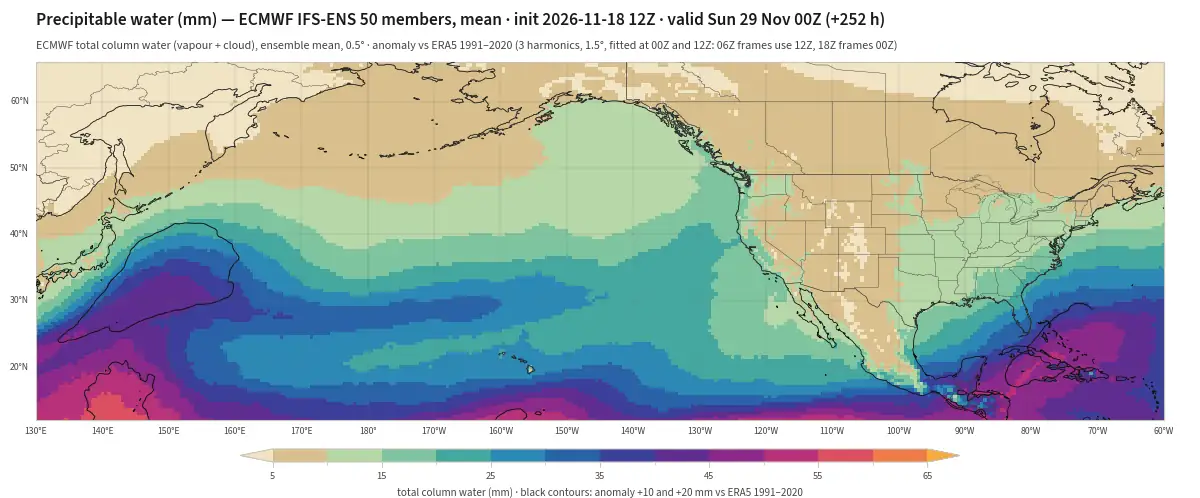 Precipitable water (mm) — ECMWF IFS-ENS 50 members, mean · init 2026-11-18 12Z · valid Sun 29 Nov 00Z (+252 h)
ECMWF total column water (vapour + cloud), ensemble mean, 0.5° · anomaly vs ERA5 1991–2020 (3 harmonics, 1.5°, fitted at 00Z and 12Z: 06Z frames use 12Z, 18Z frames 00Z)
60°N
50°N
40°N
30°N
20°N
130°E 140°E 150°E 160°E 170°E 180° 170°W 160°W 150°W 140°W 130°W 120°W 110°W 100°W 90°W 80°W 70°W 60°W
5 15 25 35 45 55 65
total column water (mm) · black contours: anomaly +10 and +20 mm vs ERA5 1991–2020